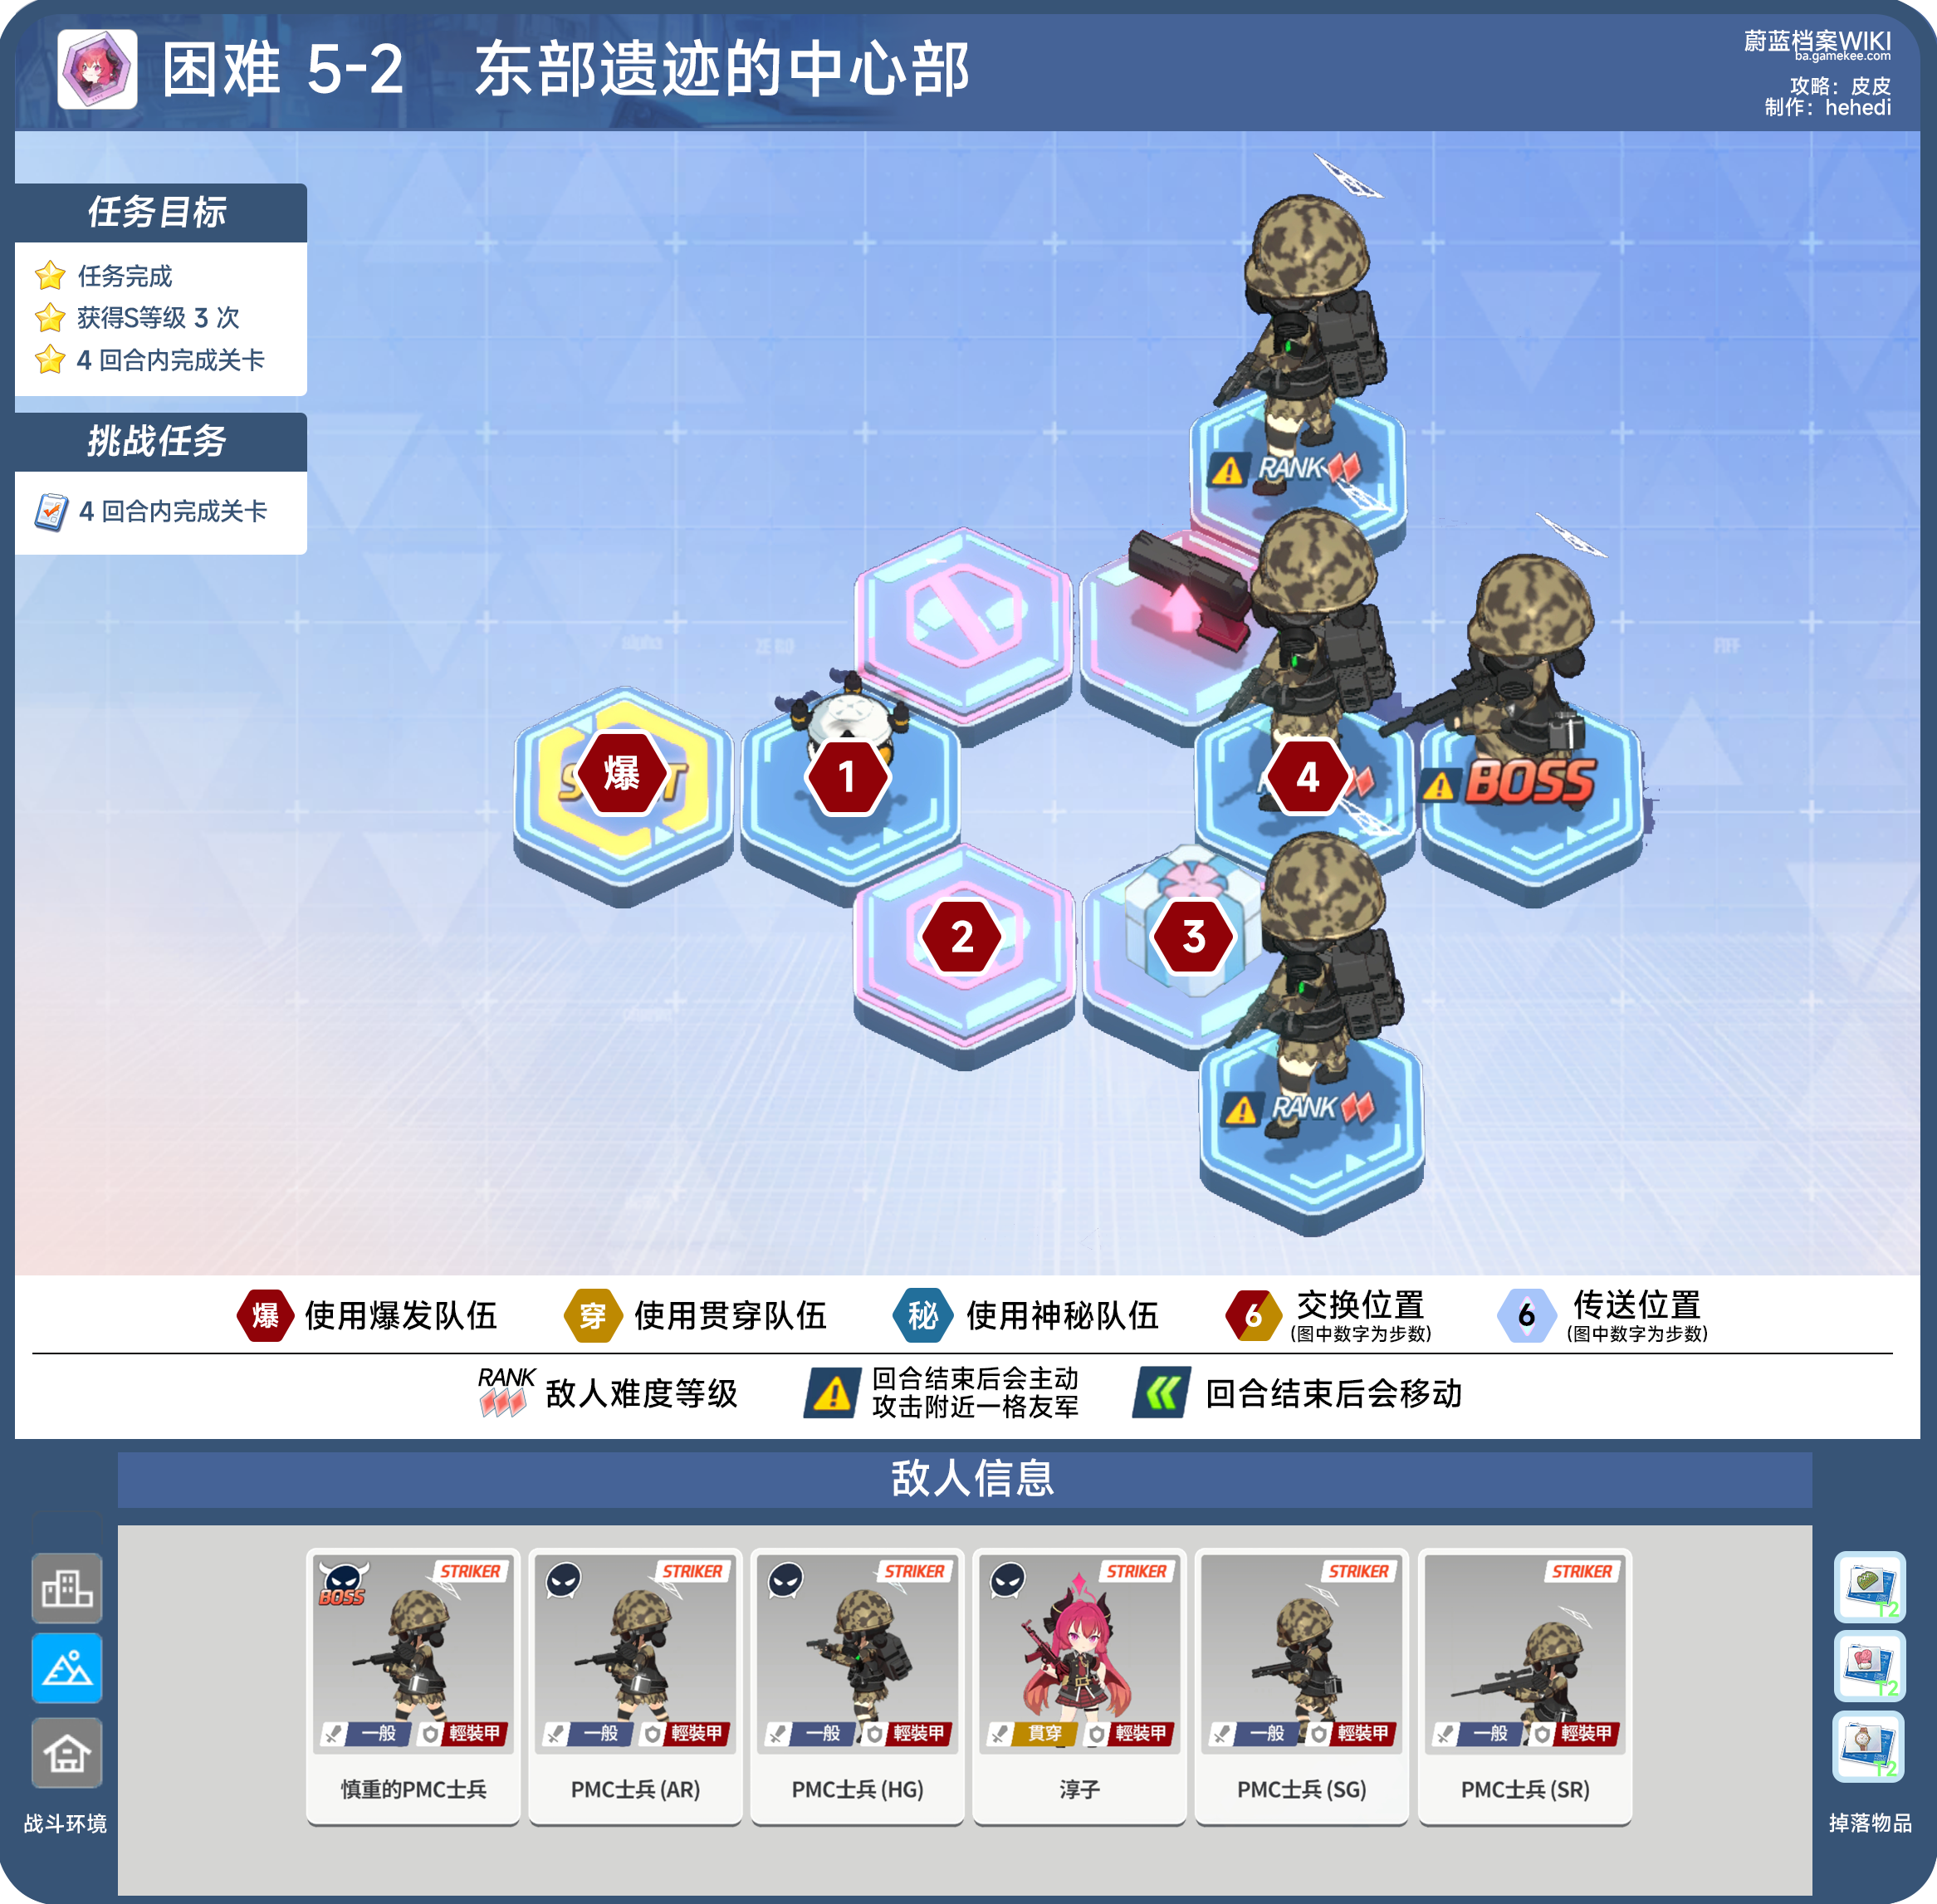 困难 5-2 东部遗迹的中心部
蔚蓝档案WIKI
ba.gamekee.com
攻略：皮皮
制作：hehedi
任务目标
任务完成
获得S等级 3 次
4 回合内完成关卡
挑战任务
4 回合内完成关卡
RANK
爆
1
4
BOSS
2
3
RANK
爆 使用爆发队伍
穿 使用贯穿队伍
秘 使用神秘队伍
6 交换位置
(图中数字为步数)
6 传送位置
(图中数字为步数)
RANK 敌人难度等级
回合结束后会主动
攻击附近一格友军
回合结束后会移动
敌人信息
BOSS STRIKER
一般 輕裝甲
慎重的PMC士兵
STRIKER
一般 輕裝甲
PMC士兵 (AR)
STRIKER
一般 輕裝甲
PMC士兵 (HG)
STRIKER
貫穿 輕裝甲
淳子
STRIKER
一般 輕裝甲
PMC士兵 (SG)
STRIKER
一般 輕裝甲
PMC士兵 (SR)
战斗环境
T2
T2
T2
掉落物品